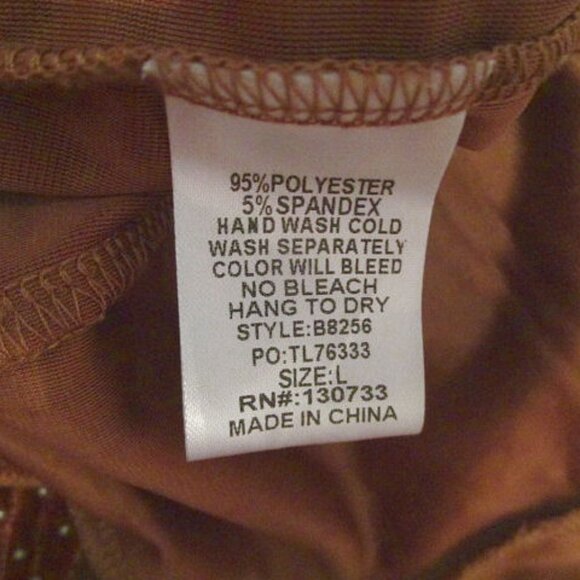 95%POLYESTER
5%SPANDEX
HAND WASH COLD
WASH SEPARATELY
COLOR WILL BLEED
NO BLEACH
HANG TO DRY
STYLE:B8256
PO:TL76333
SIZE:L
RN#:130733
MADE IN CHINA